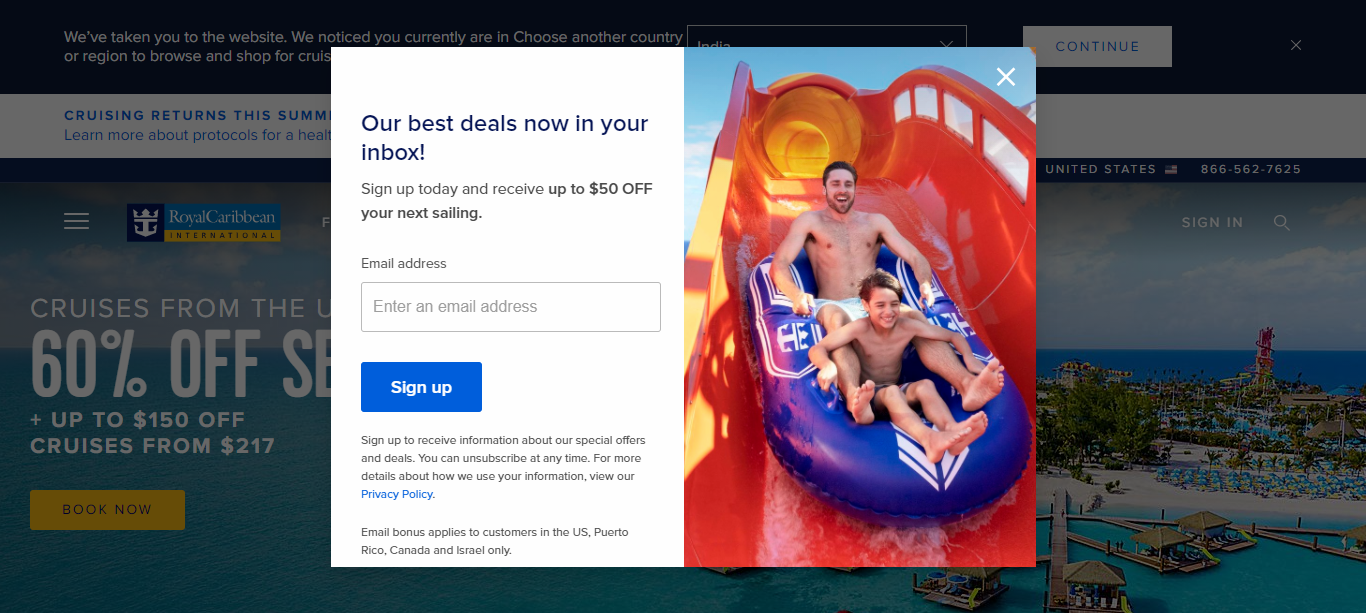 We've taken you to the website. We noticed you currently are in Choose another country
or region to browse and shop for cruis
India
CONTINUE
CRUISING RETURNS THIS SUMM
Learn more about protocols for a healt
UNITED STATES 866-562-7625
RoyalCaribbean
INTERNATIONAL
F
SIGN IN
CRUISES FROM THE U
60% OFF SE
+ UP TO $150 OFF
CRUISES FROM $217
BOOK NOW
Our best deals now in your
inbox!
Sign up today and receive up to $50 OFF
your next sailing.
Email address
Enter an email address
Sign up
Sign up to receive information about our special offers
and deals. You can unsubscribe at any time. For more
details about how we use your information, view our
Privacy Policy.
Email bonus applies to customers in the US, Puerto
Rico, Canada and Israel only.